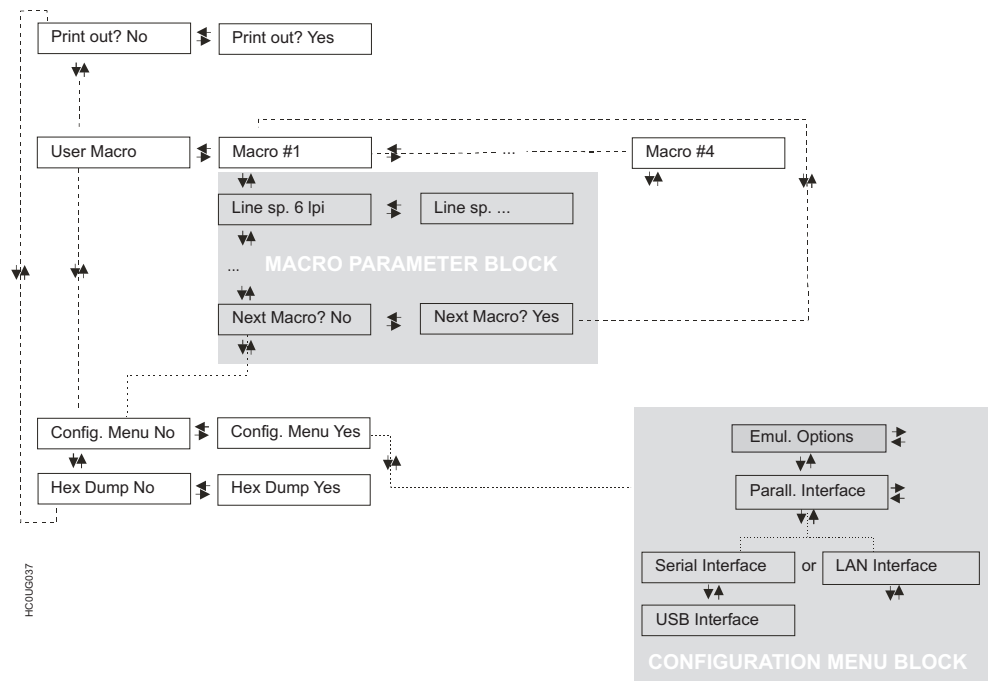 Print out? No
Print out? Yes
User Macro
Macro #1
...
Macro #4
Line sp. 6 lpi
Line sp. ...
...
MACRO PARAMETER BLOCK
Next Macro? No
Next Macro? Yes
Config. Menu No
Config. Menu Yes
Hex Dump No
Hex Dump Yes
Emul. Options
Parall. Interface
Serial Interface
or
LAN Interface
USB Interface
CONFIGURATION MENU BLOCK
HC0UG037